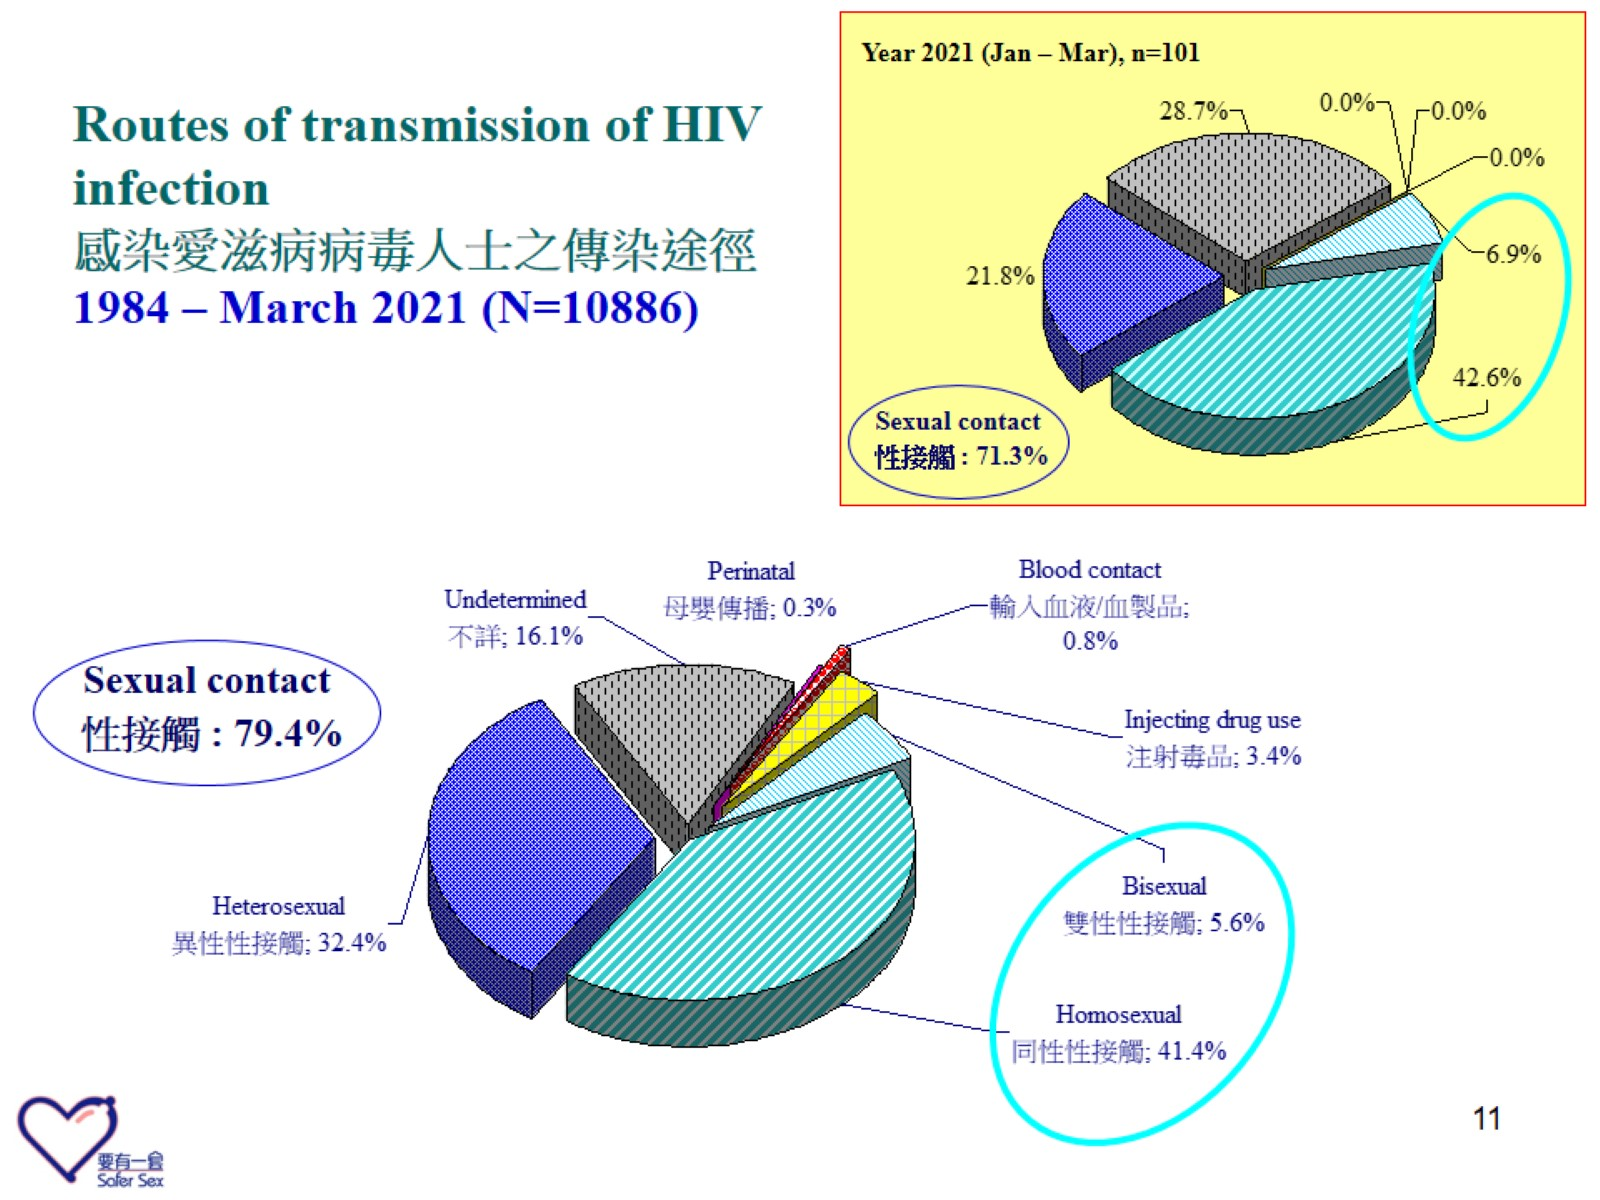 Year 2021 (Jan – Mar), n=101
28.7%
0.0%
0.0%
0.0%
21.8%
6.9%
42.6%
Sexual contact
性接觸 : 71.3%
Routes of transmission of HIV
infection
感染愛滋病病毒人士之傳染途徑
1984 – March 2021 (N=10886)
Perinatal
母嬰傳播; 0.3%
Blood contact
輸入血液/血製品;
0.8%
Undetermined
不詳; 16.1%
Sexual contact
性接觸 : 79.4%
Injecting drug use
注射毒品; 3.4%
Heterosexual
異性性接觸; 32.4%
Bisexual
雙性性接觸; 5.6%
Homosexual
同性性接觸; 41.4%
要有一套
Safer Sex
11